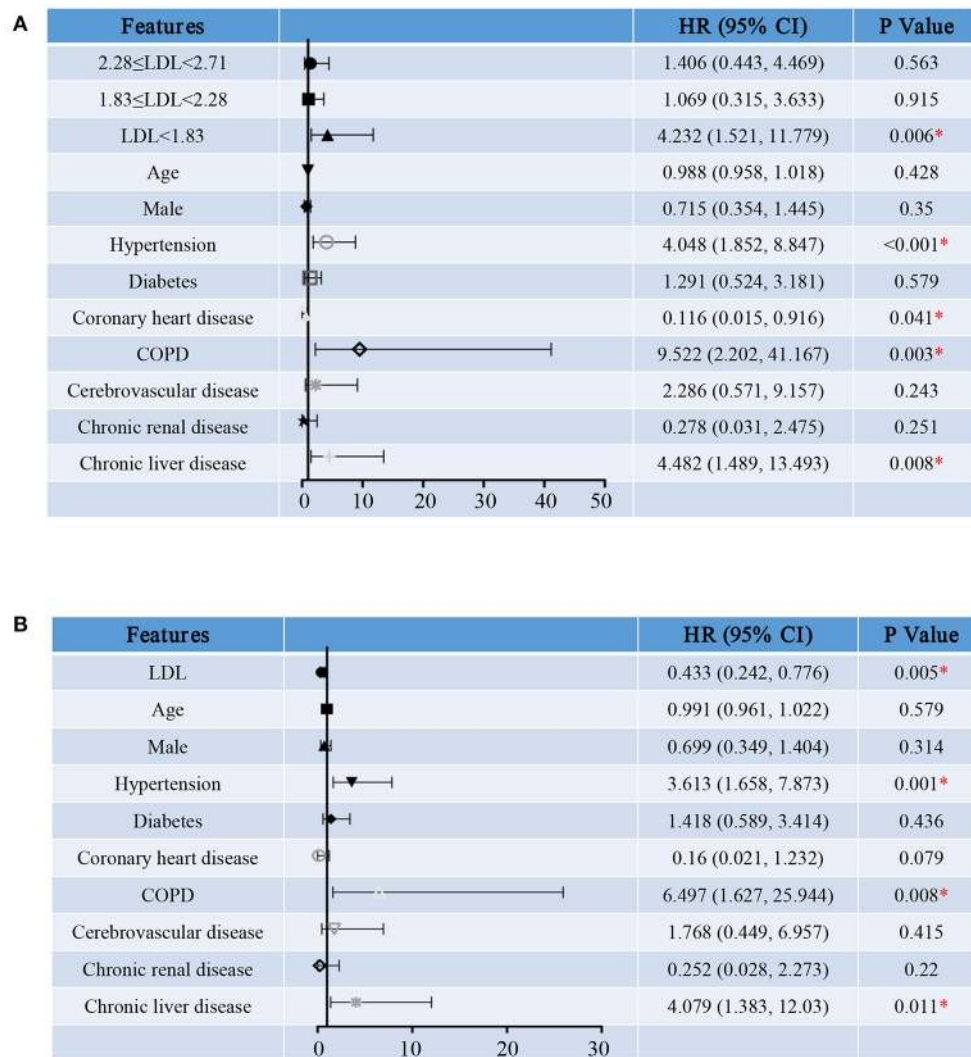 A
Features HR (95% CI) P Value
2.28≤LDL<2.71 1.406 (0.443, 4.469) 0.563
1.83≤LDL<2.28 1.069 (0.315, 3.633) 0.915
LDL<1.83 4.232 (1.521, 11.779) 0.006*
Age 0.988 (0.958, 1.018) 0.428
Male 0.715 (0.354, 1.445) 0.35
Hypertension 4.048 (1.852, 8.847) <0.001*
Diabetes 1.291 (0.524, 3.181) 0.579
Coronary heart disease 0.116 (0.015, 0.916) 0.041*
COPD 9.522 (2.202, 41.167) 0.003*
Cerebrovascular disease 2.286 (0.571, 9.157) 0.243
Chronic renal disease 0.278 (0.031, 2.475) 0.251
Chronic liver disease 4.482 (1.489, 13.493) 0.008*
0 10 20 30 40 50
B
Features HR (95% CI) P Value
LDL 0.433 (0.242, 0.776) 0.005*
Age 0.991 (0.961, 1.022) 0.579
Male 0.699 (0.349, 1.404) 0.314
Hypertension 3.613 (1.658, 7.873) 0.001*
Diabetes 1.418 (0.589, 3.414) 0.436
Coronary heart disease 0.16 (0.021, 1.232) 0.079
COPD 6.497 (1.627, 25.944) 0.008*
Cerebrovascular disease 1.768 (0.449, 6.957) 0.415
Chronic renal disease 0.252 (0.028, 2.273) 0.22
Chronic liver disease 4.079 (1.383, 12.03) 0.011*
0 10 20 30